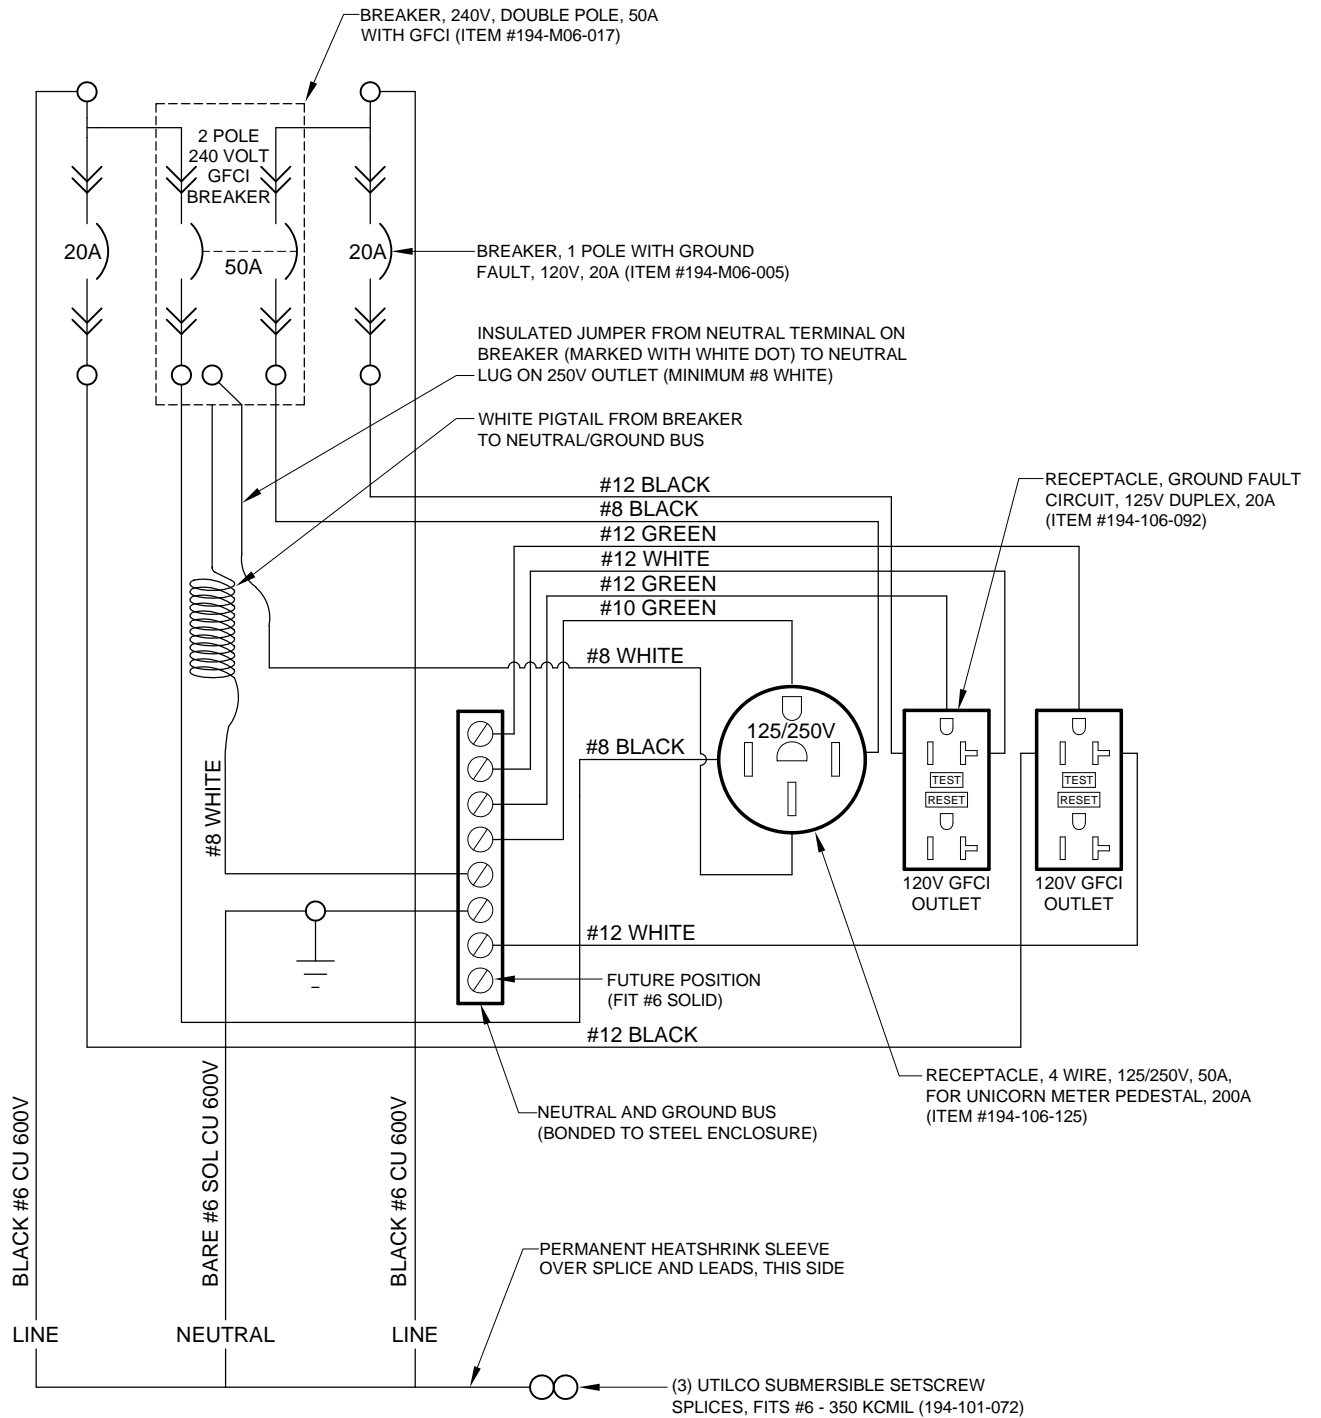 BREAKER, 240V, DOUBLE POLE, 50A
WITH GFCI (ITEM #194-M06-017)
2 POLE
240 VOLT
GFCI
BREAKER
20A
50A
20A
BREAKER, 1 POLE WITH GROUND
FAULT, 120V, 20A (ITEM #194-M06-005)
INSULATED JUMPER FROM NEUTRAL TERMINAL ON
BREAKER (MARKED WITH WHITE DOT) TO NEUTRAL
LUG ON 250V OUTLET (MINIMUM #8 WHITE)
WHITE PIGTAIL FROM BREAKER
TO NEUTRAL/GROUND BUS
RECEPTACLE, GROUND FAULT
CIRCUIT, 125V DUPLEX, 20A
(ITEM #194-106-092)
#12 BLACK
#8 BLACK
#12 GREEN
#12 WHITE
#12 GREEN
#10 GREEN
#8 WHITE
#8 BLACK
125/250V
TEST
RESET
TEST
RESET
#8 WHITE
120V GFCI
OUTLET
120V GFCI
OUTLET
#12 WHITE
FUTURE POSITION
(FIT #6 SOLID)
#12 BLACK
RECEPTACLE, 4 WIRE, 125/250V, 50A,
FOR UNICORN METER PEDESTAL, 200A
(ITEM #194-106-125)
NEUTRAL AND GROUND BUS
(BONDED TO STEEL ENCLOSURE)
BLACK #6 CU 600V
BARE #6 SOL CU 600V
BLACK #6 CU 600V
PERMANENT HEATSHRINK SLEEVE
OVER SPLICE AND LEADS, THIS SIDE
LINE
NEUTRAL
LINE
(3) UTILCO SUBMERSIBLE SETSCREW
SPLICES, FITS #6 - 350 KCMIL (194-101-072)